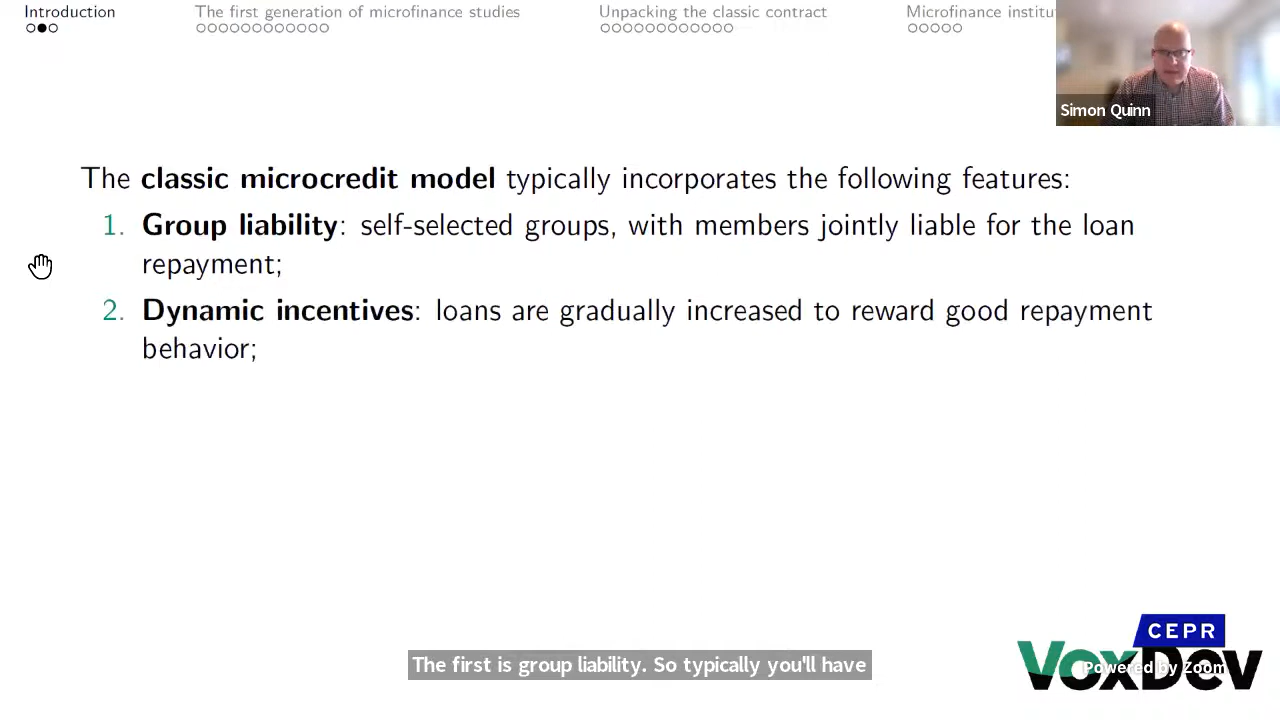 Introduction
The first generation of microfinance studies
Unpacking the classic contract
Microfinance institu
Simon Quinn
The classic microcredit model typically incorporates the following features:
1. Group liability: self-selected groups, with members jointly liable for the loan
repayment;
2. Dynamic incentives: loans are gradually increased to reward good repayment
behavior;
The first is group liability. So typically you'll have
CEPR
VoxDev
Powered by Zoom